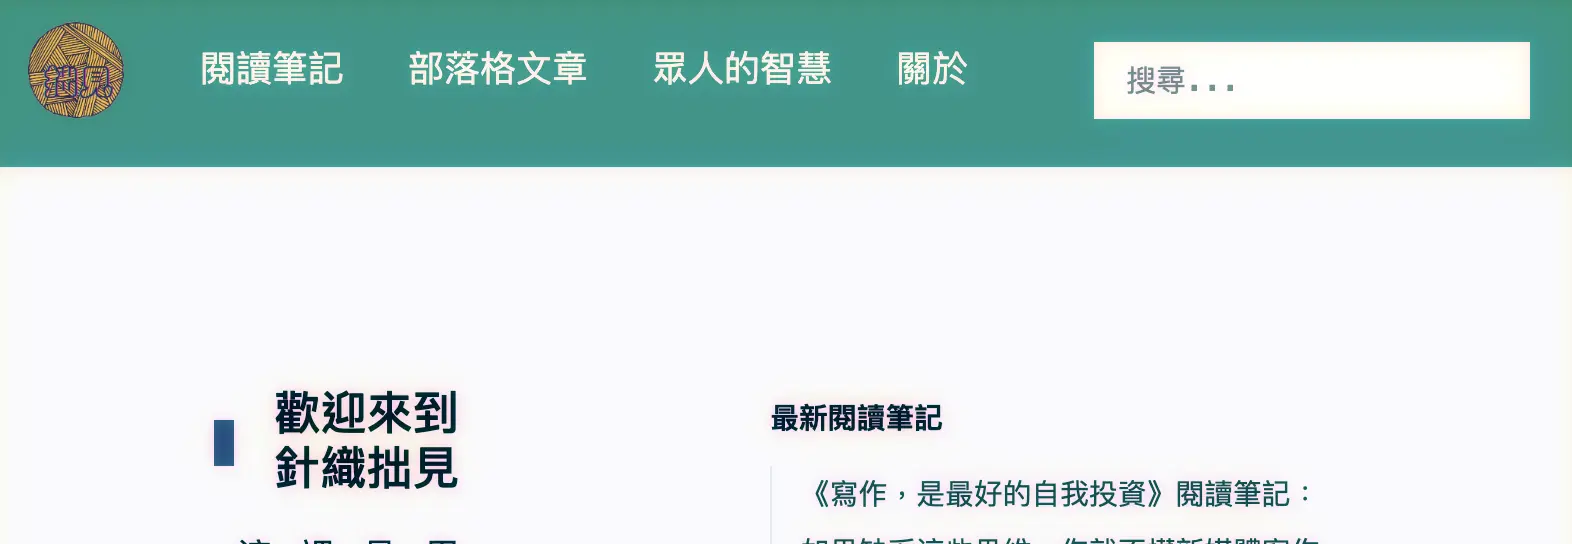 閱讀筆記 部落格文章 眾人的智慧 關於 搜尋...
歡迎來到
針織拙見
最新閱讀筆記
《寫作，是最好的自我投資》閱讀筆記：